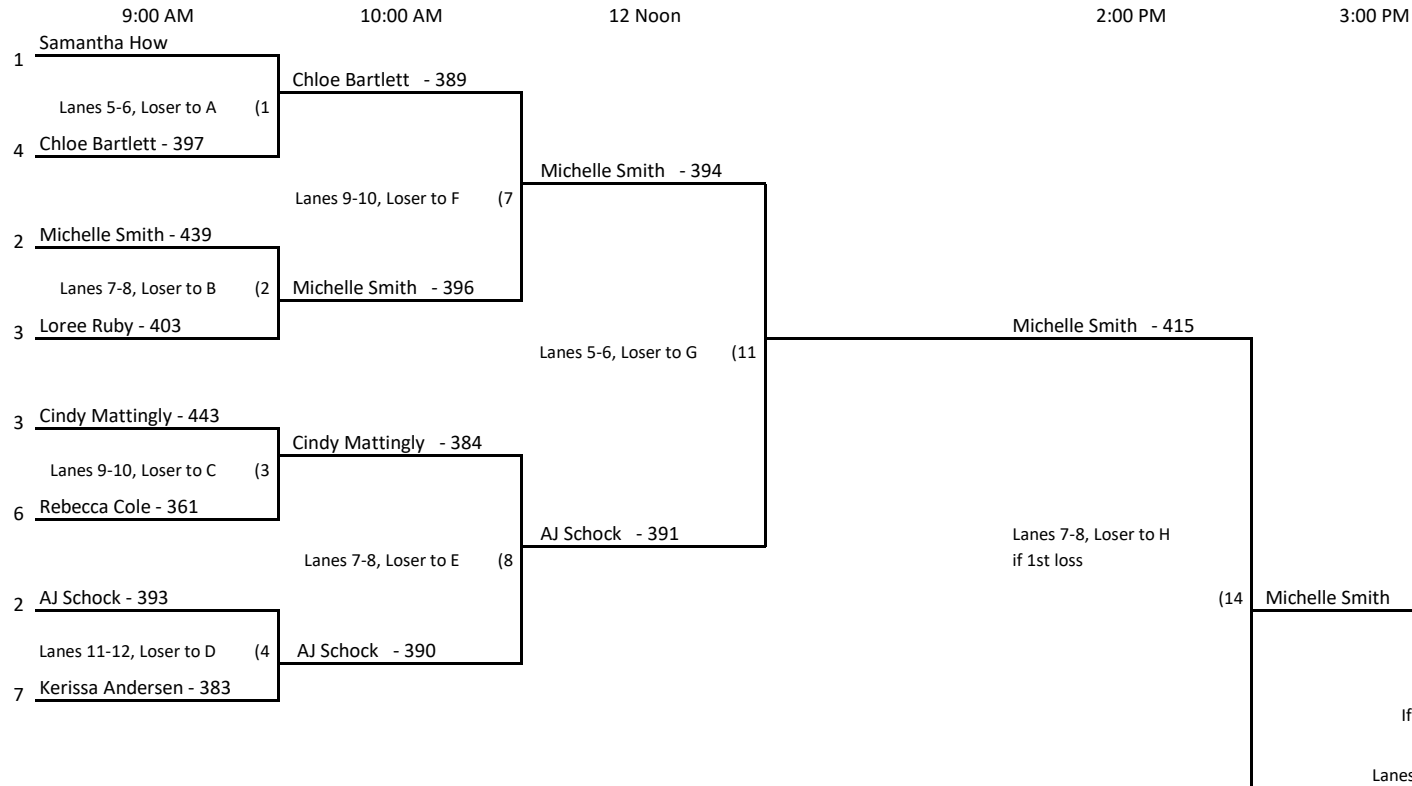 9:00 AM 10:00 AM 12 Noon 2:00 PM 3:00 PM
Samantha How
1
Chloe Bartlett - 389
Lanes 5-6, Loser to A (1
4 Chloe Bartlett - 397
Michelle Smith - 394
Lanes 9-10, Loser to F (7
2 Michelle Smith - 439
Lanes 7-8, Loser to B (2 Michelle Smith - 396
3 Loree Ruby - 403
Michelle Smith - 415
Lanes 5-6, Loser to G (11
3 Cindy Mattingly - 443
Cindy Mattingly - 384
Lanes 9-10, Loser to C (3
6 Rebecca Cole - 361
AJ Schock - 391
Lanes 7-8, Loser to H
if 1st loss
Lanes 7-8, Loser to E (8
2 AJ Schock - 393
(14 Michelle Smith
Lanes 11-12, Loser to D (4 AJ Schock - 390
7 Kerissa Andersen - 383
If
Lanes